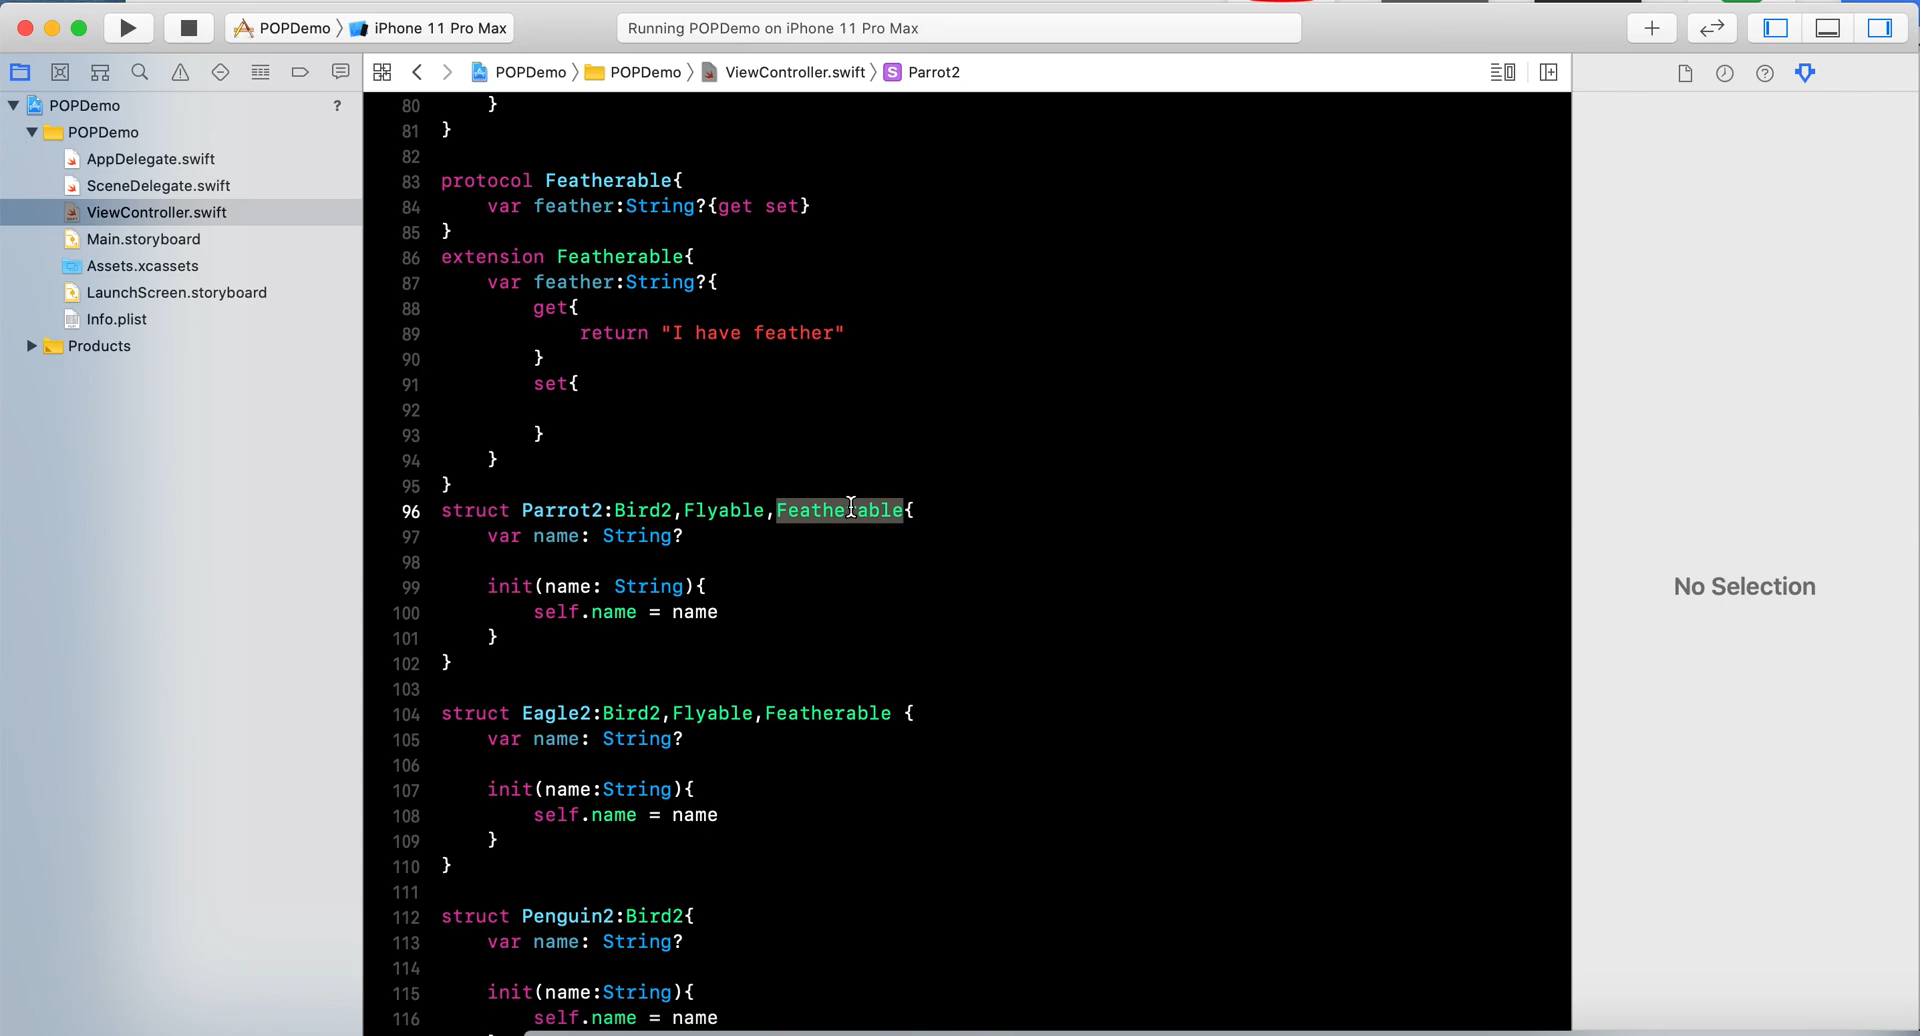 POPDemo iPhone 11 Pro Max
Running POPDemo on iPhone 11 Pro Max
POPDemo POPDemo ViewController.swift S Parrot2
POPDemo ?
POPDemo
AppDelegate.swift
SceneDelegate.swift
ViewController.swift
Main.storyboard
Assets.xcassets
LaunchScreen.storyboard
Info.plist
Products
80 }
81 }
82
83 protocol Featherable{
84 var feather:String?{get set}
85 }
86 extension Featherable{
87 var feather:String?{
88 get{
89 return "I have feather"
90 }
91 set{
92
93 }
94 }
95 }
96 struct Parrot2:Bird2,Flyable,Featherable{
97 var name: String?
98
99 init(name: String){
100 self.name = name
101 }
102 }
103
104 struct Eagle2:Bird2,Flyable,Featherable {
105 var name: String?
106
107 init(name:String){
108 self.name = name
109 }
110 }
111
112 struct Penguin2:Bird2{
113 var name: String?
114
115 init(name:String){
116 self.name = name
No Selection